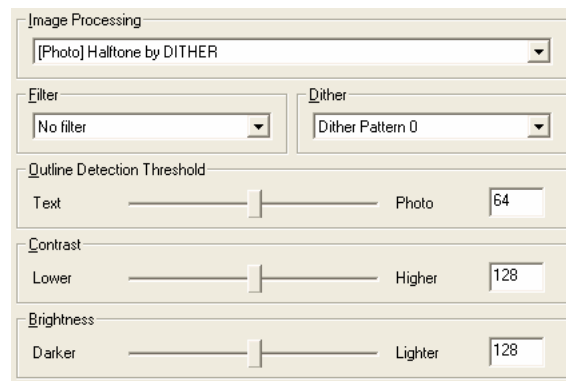 Image Processing
[Photo] Halftone by DITHER
Filter Dither
No filter Dither Pattern 0
Outline Detection Threshold
Text Photo 64
Contrast
Lower Higher 128
Brightness
Darker Lighter 128